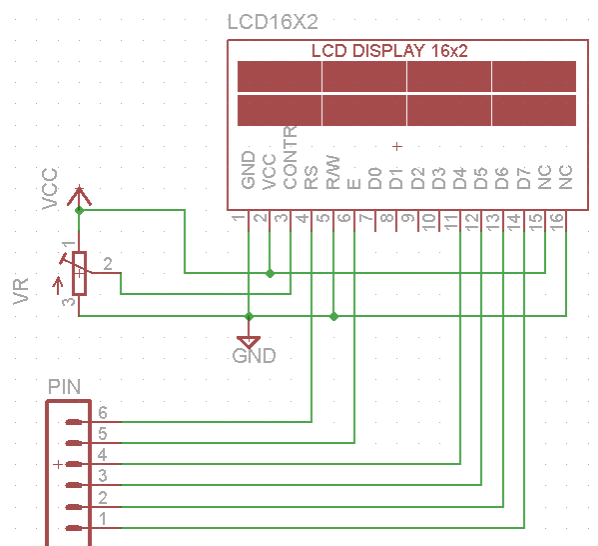 LCD16X2
LCD DISPLAY 16x2
GND VCC CONTR RS R/W E D0 D1 D2 D3 D4 D5 D6 D7 NC NC
1 2 3 4 5 6 7 8 9 10 11 12 13 14 15 16
VCC
1
2
3
VR
GND
PIN
6
5
4
3
2
1